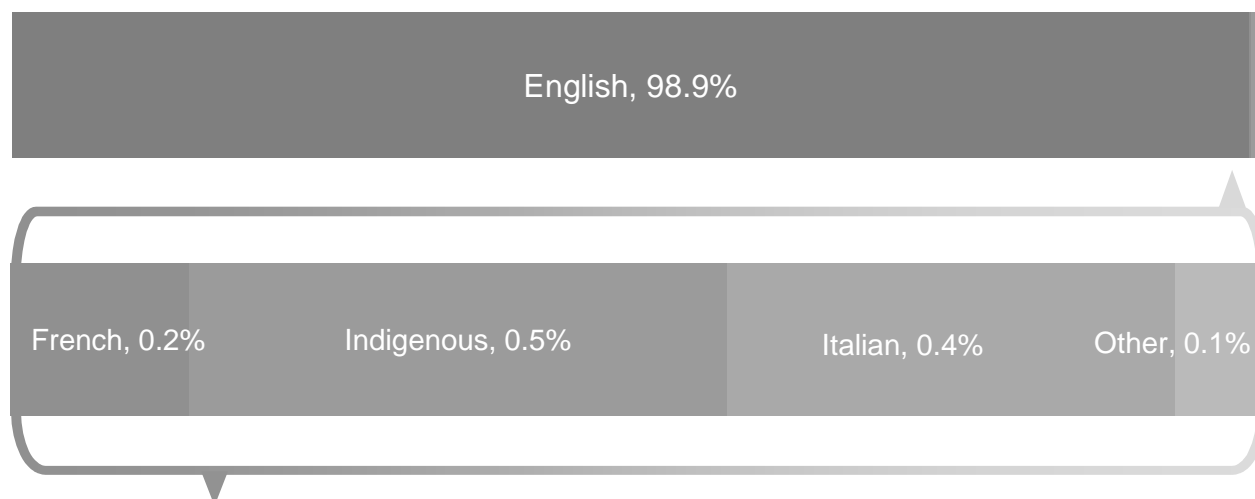 English, 98.9%
French, 0.2%
Indigenous, 0.5%
Italian, 0.4%
Other, 0.1%